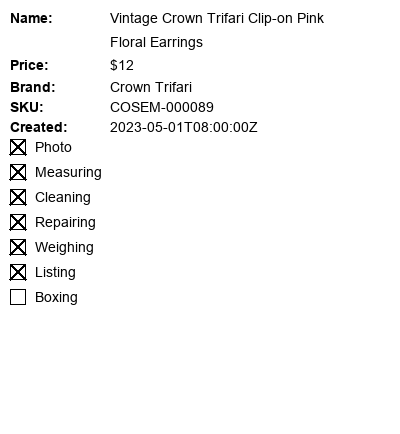 Name: Vintage Crown Trifari Clip-on Pink
Floral Earrings
Price: $12
Brand: Crown Trifari
SKU: COSEM-000089
Created: 2023-05-01T08:00:00Z
Photo
Measuring
Cleaning
Repairing
Weighing
Listing
Boxing